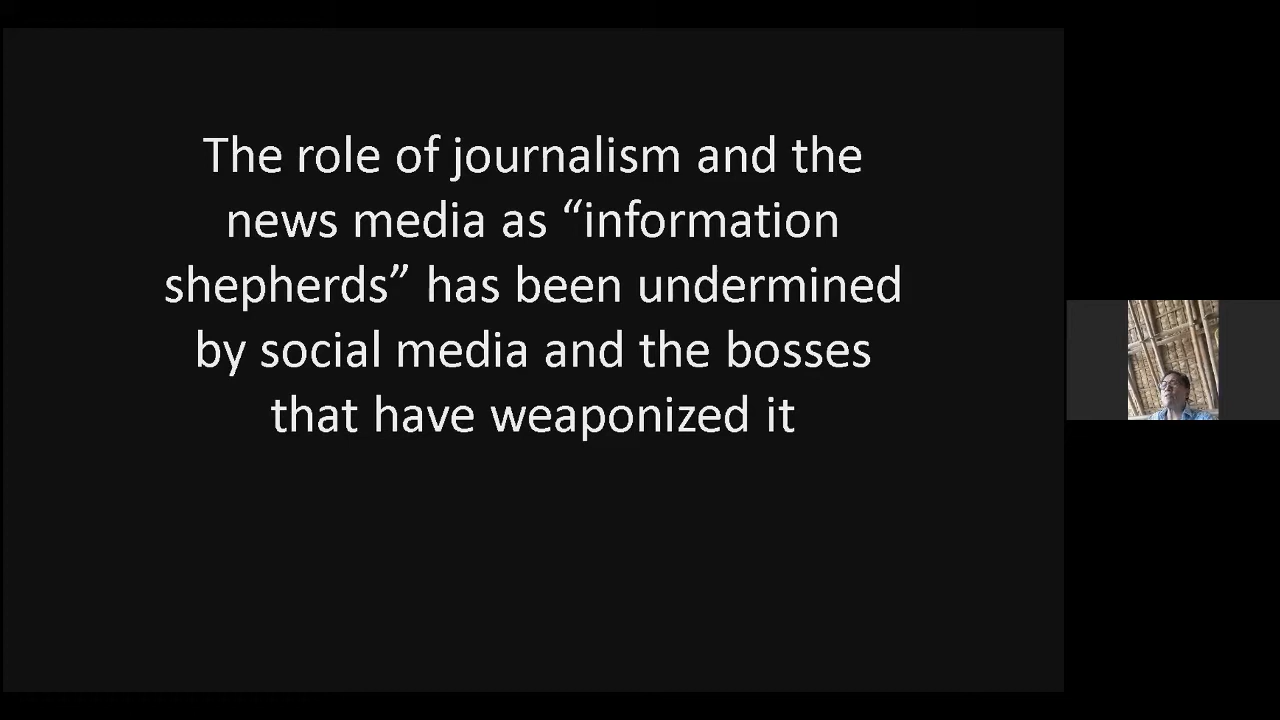 The role of journalism and the
news media as “information
shepherds” has been undermined
by social media and the bosses
that have weaponized it